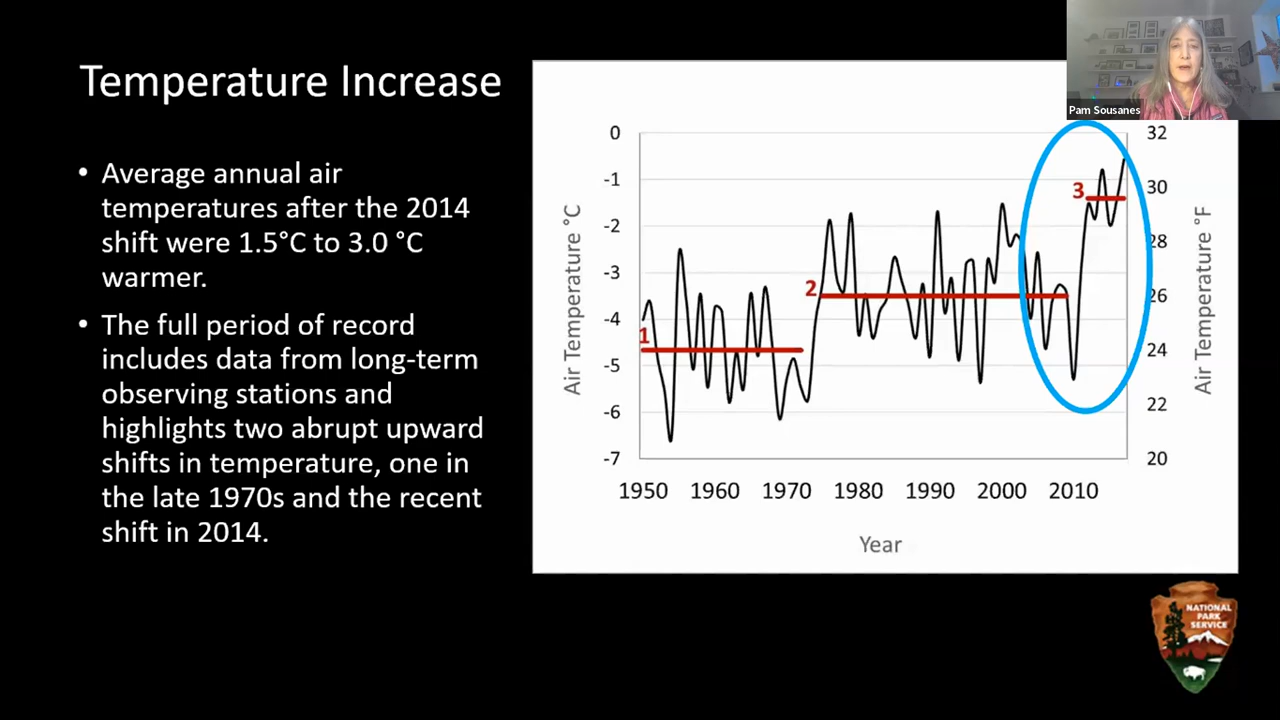 Temperature Increase
• Average annual air
temperatures after the 2014
shift were 1.5°C to 3.0 °C
warmer.
• The full period of record
includes data from long-term
observing stations and
highlights two abrupt upward
shifts in temperature, one in
the late 1970s and the recent
shift in 2014.
Pam Sousanes
Air Temperature °C
0
-1
-2
-3
-4
-5
-6
-7
1
2
3
32
30
28
26
24
22
20
Air Temperature °F
1950 1960 1970 1980 1990 2000 2010
Year
NATIONAL
PARK
SERVICE